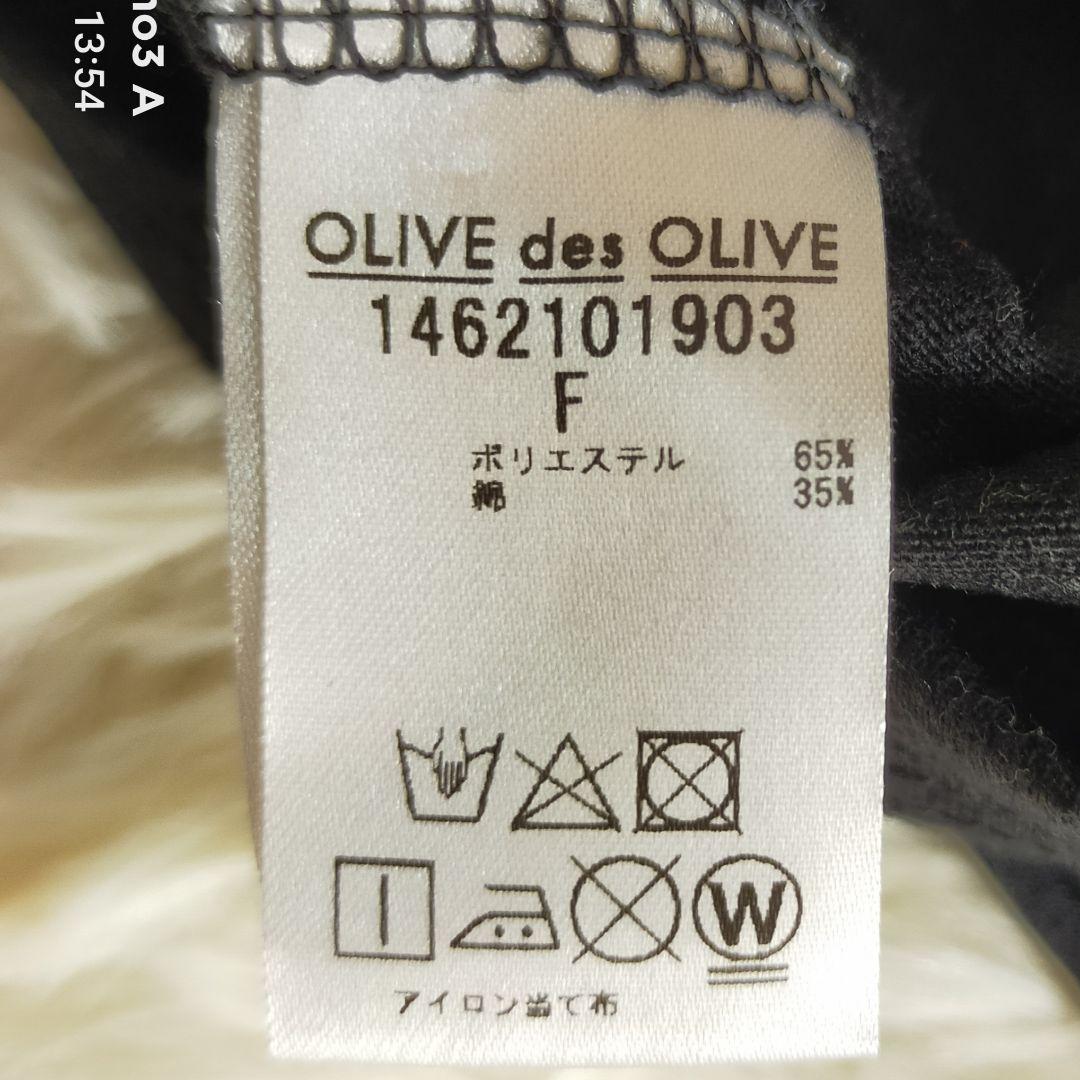 no3 A
13:54
OLIVE des OLIVE
1462101903
F
ポリエステル 65%
綿 35%
W
アイロン当て布